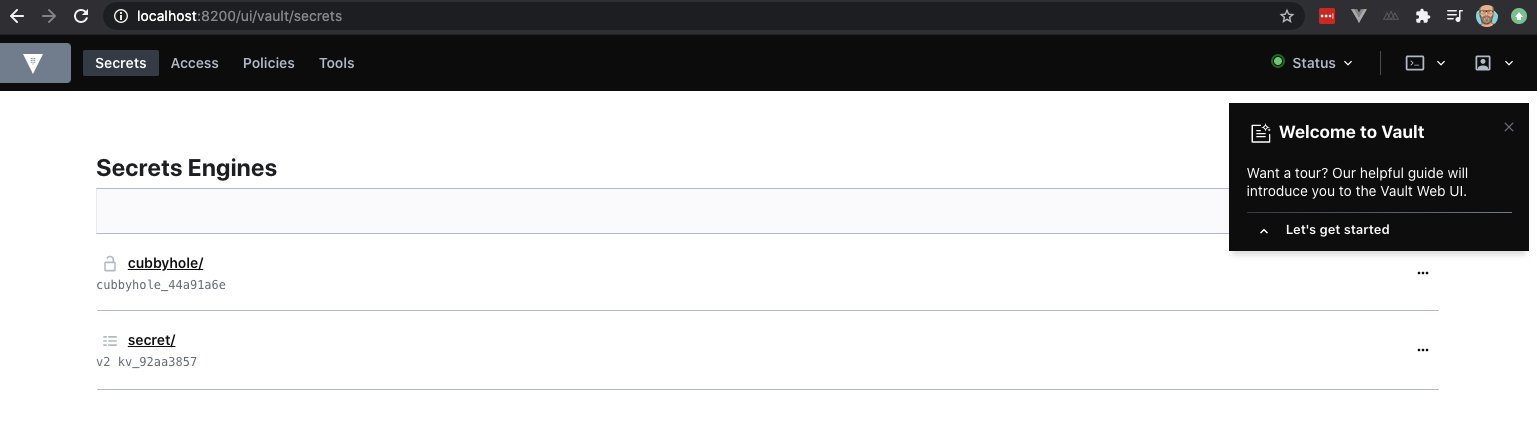 localhost:8200/ui/vault/secrets
Secrets Access Policies Tools Status
Welcome to Vault
Want a tour? Our helpful guide will
introduce you to the Vault Web UI.
Let's get started
Secrets Engines
cubbyhole/
cubbyhole_44a91a6e
secret/
v2 kv_92aa3857